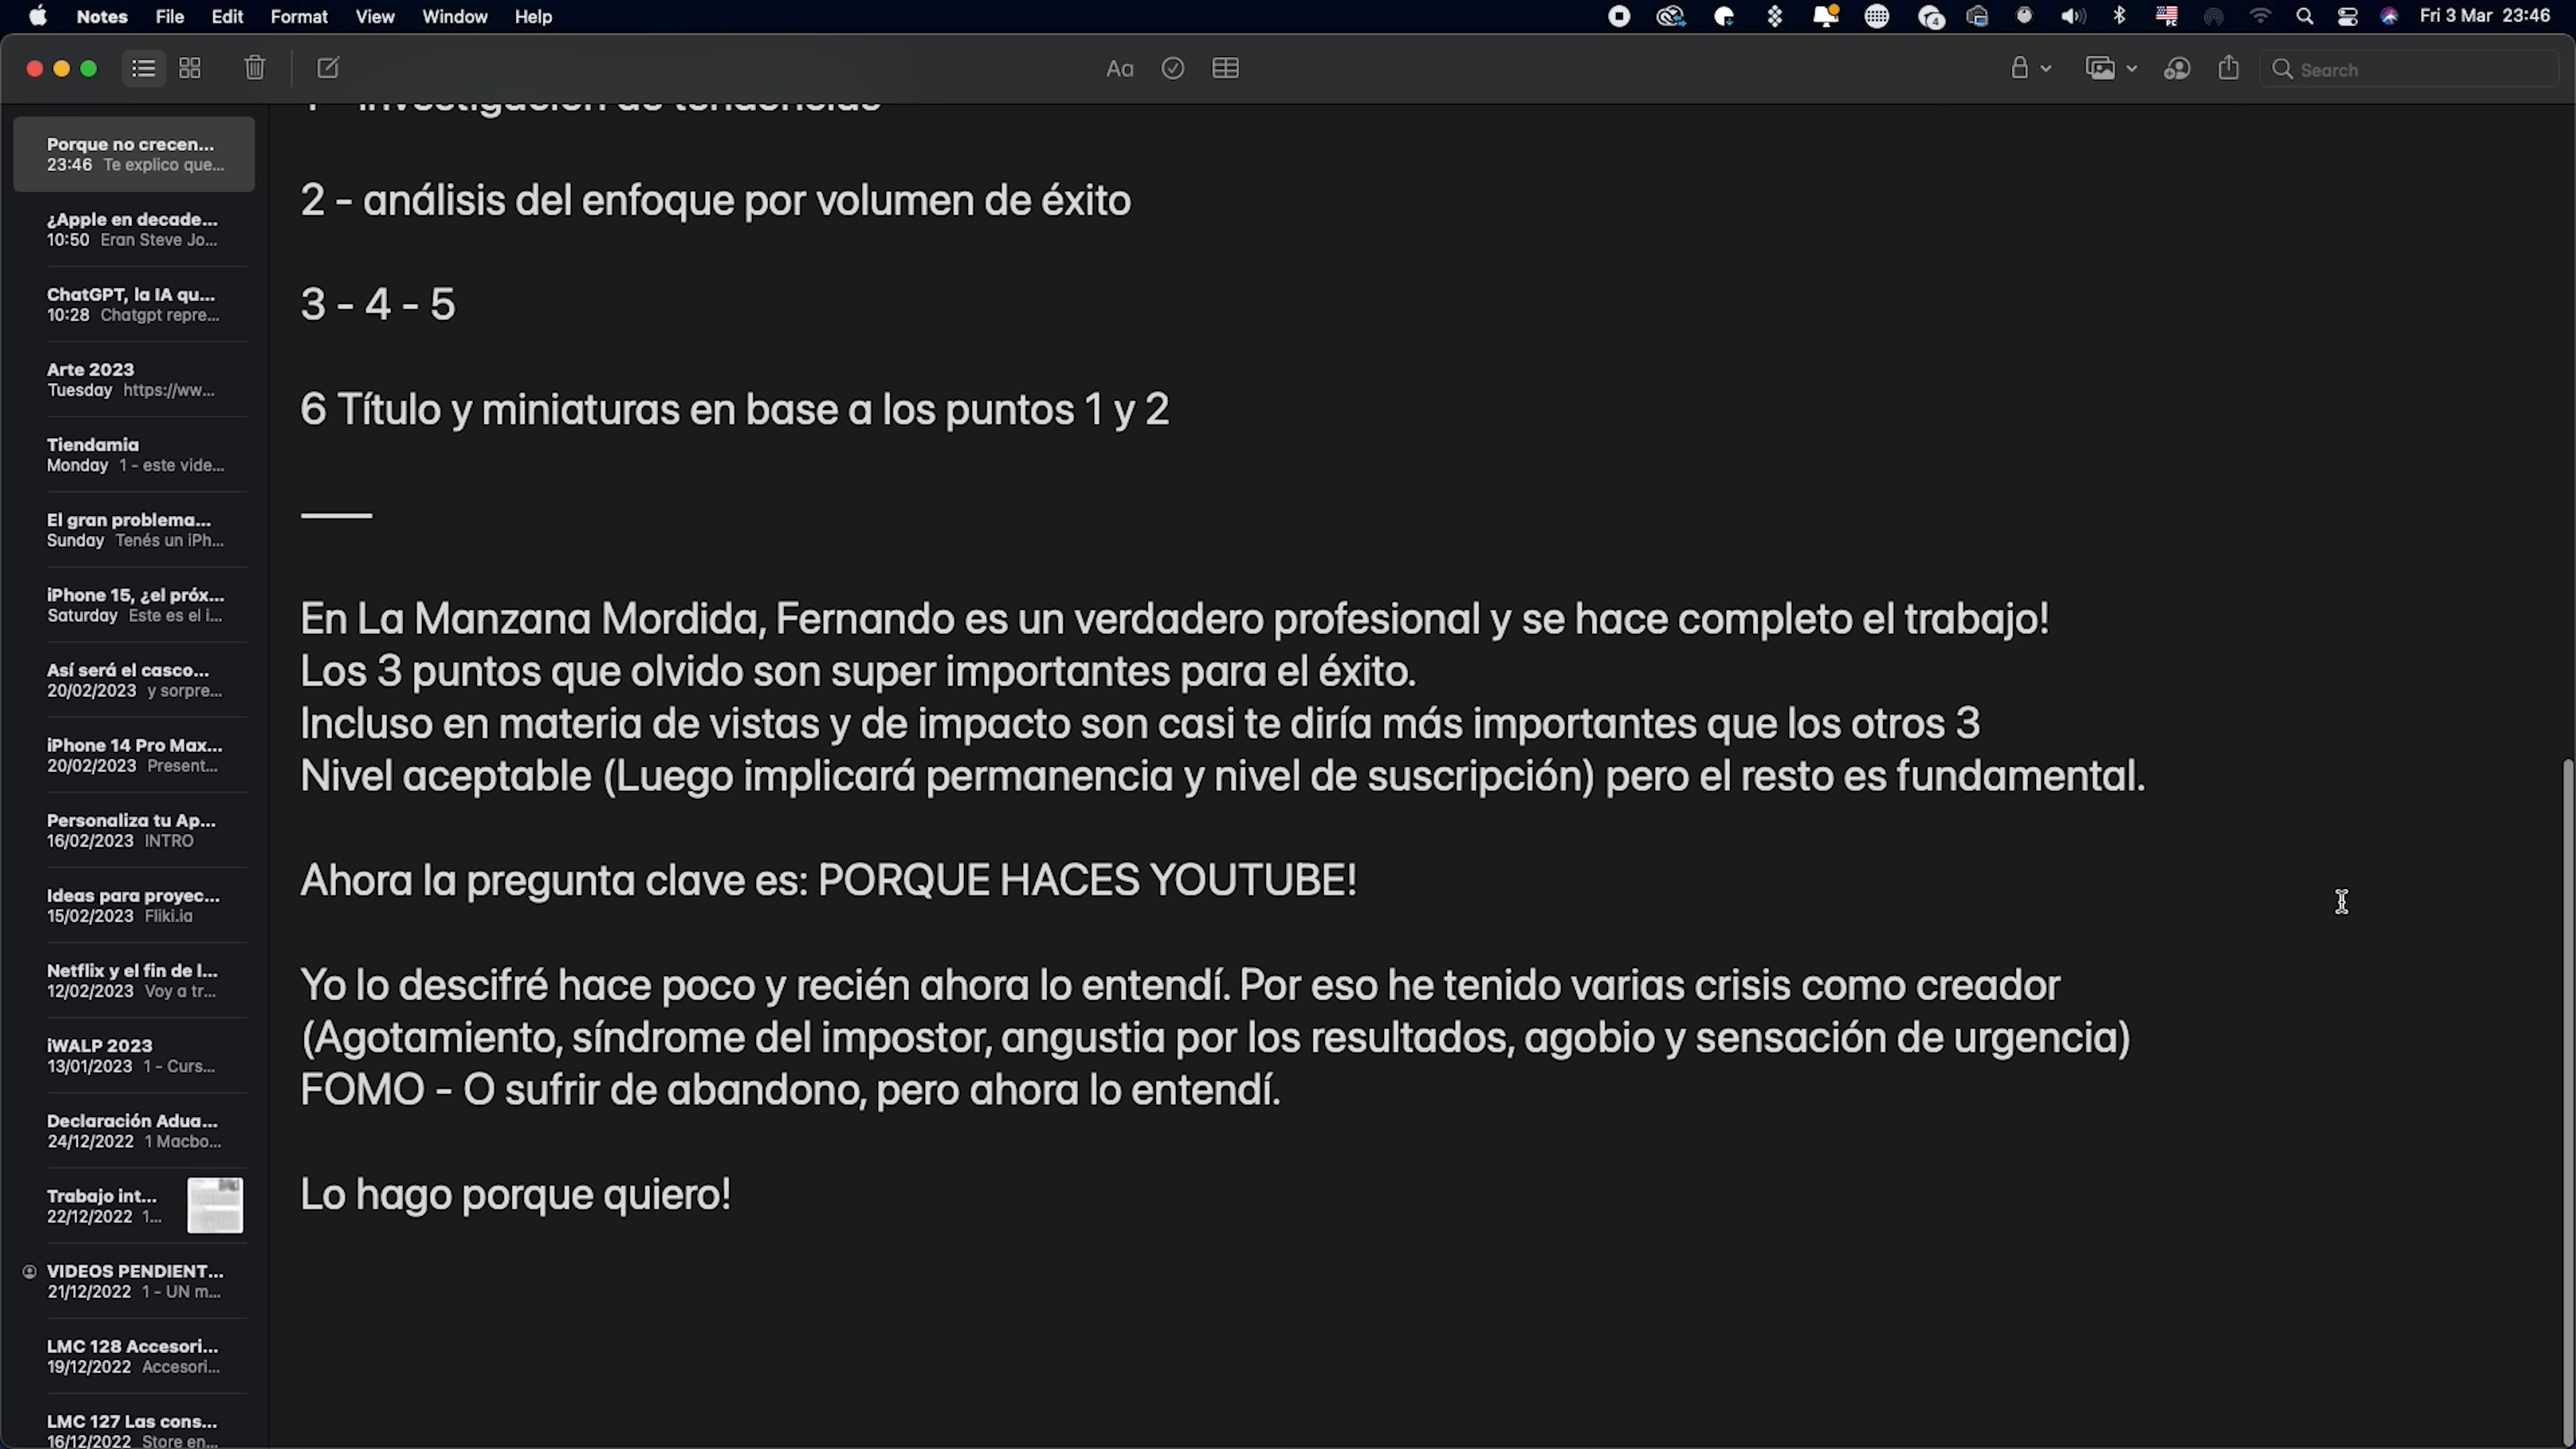 Notes File Edit Format View Window Help
4
Fri 3 Mar 23:46
Aa
Search
Porque no crecen...
23:46 Te explico que...
¿Apple en decade...
10:50 Eran Steve Jo...
ChatGPT, la IA qu...
10:28 Chatgpt repre...
Arte 2023
Tuesday https://ww...
Tiendamia
Monday 1 - este vide...
El gran problema...
Sunday Tenés un iPh...
iPhone 15, ¿el próx...
Saturday Este es el i...
Así será el casco...
20/02/2023 y sorpre...
iPhone 14 Pro Max...
20/02/2023 Present...
Personaliza tu Ap...
16/02/2023 INTRO
Ideas para proyec...
15/02/2023 Fliki.ia
Netflix y el fin de l...
12/02/2023 Voy a tr...
iWALP 2023
13/01/2023 1 - Curs...
Declaración Adua...
24/12/2022 1 Macbo...
Trabajo int...
22/12/2022 1...
VIDEOS PENDIENT...
21/12/2022 1 - UN m...
LMC 128 Accesori...
19/12/2022 Accesori...
LMC 127 Las cons...
16/12/2022 Store en...
1 - Investigación de tendencias
2 - análisis del enfoque por volumen de éxito
3 - 4 - 5
6 Título y miniaturas en base a los puntos 1 y 2
En La Manzana Mordida, Fernando es un verdadero profesional y se hace completo el trabajo!
Los 3 puntos que olvido son super importantes para el éxito.
Incluso en materia de vistas y de impacto son casi te diría más importantes que los otros 3
Nivel aceptable (Luego implicará permanencia y nivel de suscripción) pero el resto es fundamental.
Ahora la pregunta clave es: PORQUE HACES YOUTUBE!
Yo lo descifré hace poco y recién ahora lo entendí. Por eso he tenido varias crisis como creador
(Agotamiento, síndrome del impostor, angustia por los resultados, agobio y sensación de urgencia)
FOMO - O sufrir de abandono, pero ahora lo entendí.
Lo hago porque quiero!